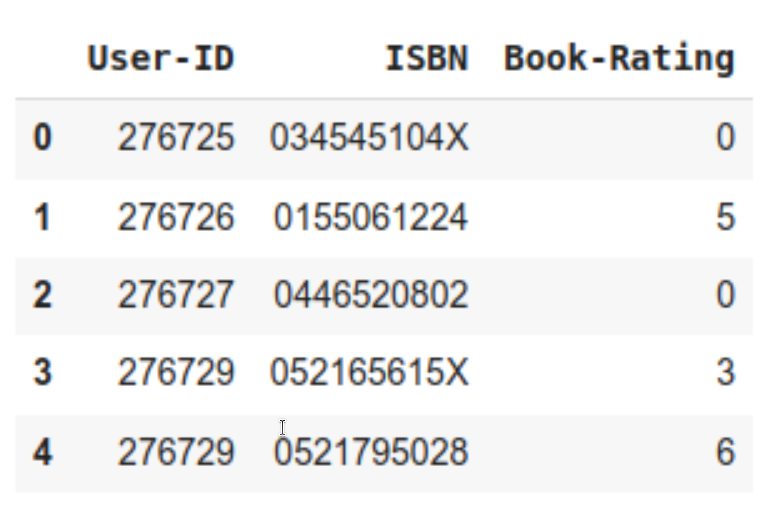 User-ID ISBN Book-Rating
0 276725 034545104X 0
1 276726 0155061224 5
2 276727 0446520802 0
3 276729 052165615X 3
4 276729 0521795028 6